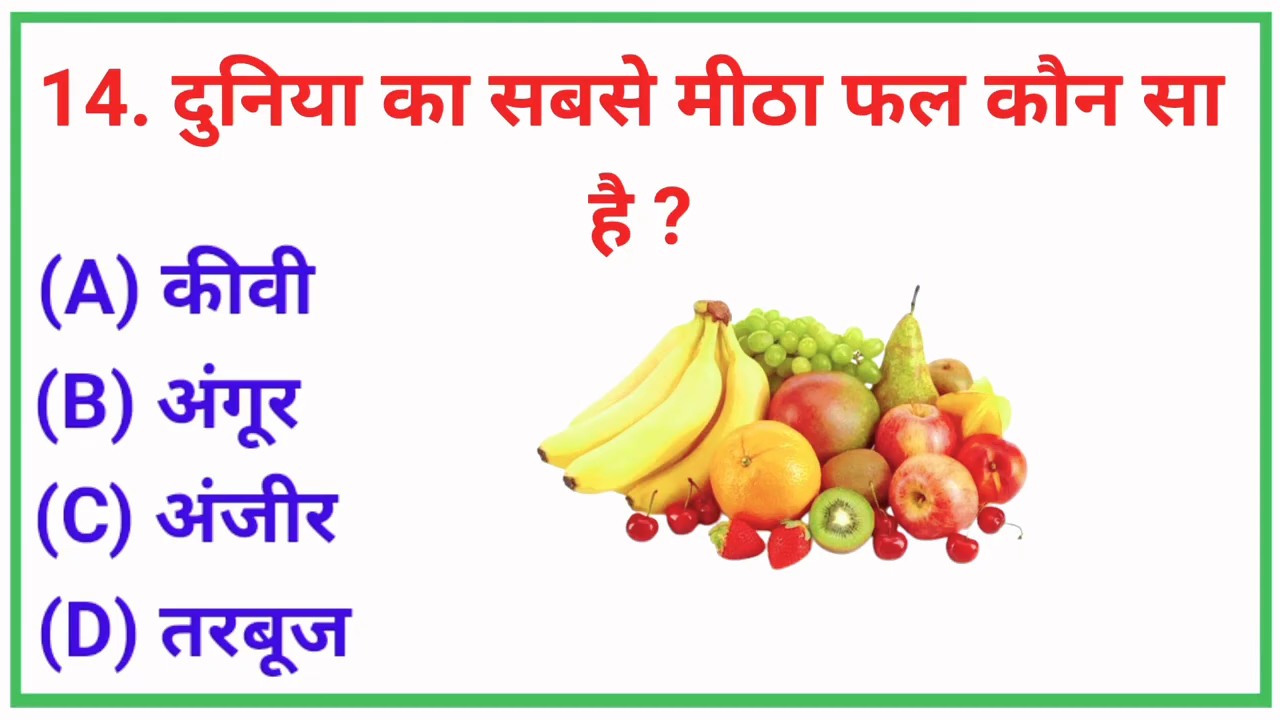 14. दुनिया का सबसे मीठा फल कौन सा
है ?
(A) कीवी
(B) अंगूर
(C) अंजीर
(D) तरबूज